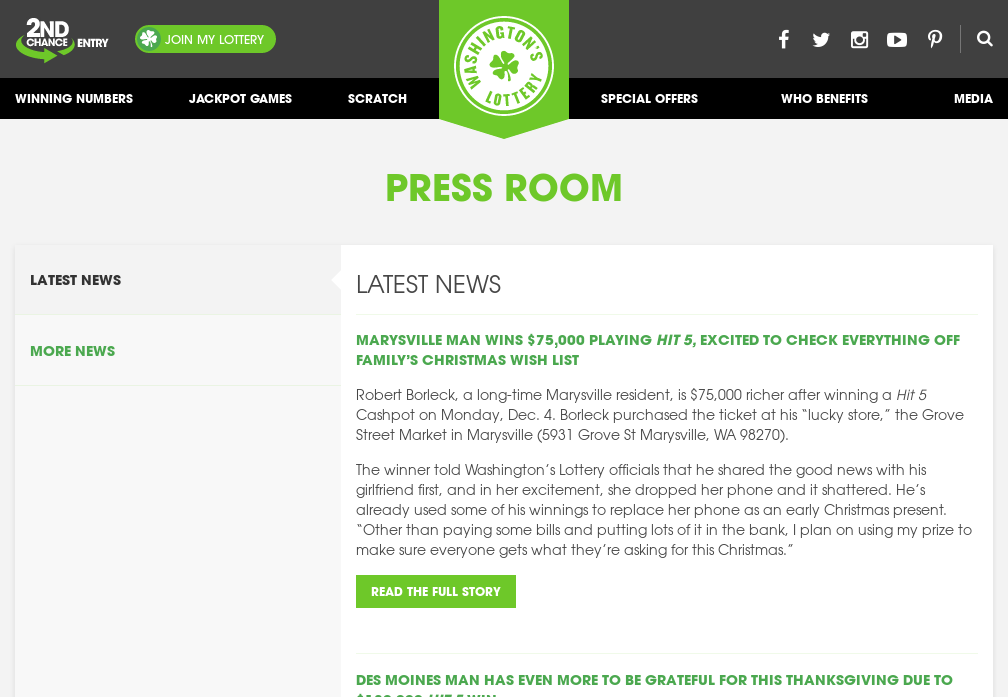 2ND
CHANCE ENTRY
JOIN MY LOTTERY
WASHINGTON'S
LOTTERY
WINNING NUMBERS
JACKPOT GAMES
SCRATCH
SPECIAL OFFERS
WHO BENEFITS
MEDIA
PRESS ROOM
LATEST NEWS
MORE NEWS
LATEST NEWS
MARYSVILLE MAN WINS $75,000 PLAYING HIT 5, EXCITED TO CHECK EVERYTHING OFF
FAMILY'S CHRISTMAS WISH LIST
Robert Borleck, a long-time Marysville resident, is $75,000 richer after winning a Hit 5
Cashpot on Monday, Dec. 4. Borleck purchased the ticket at his “lucky store,” the Grove
Street Market in Marysville (5931 Grove St Marysville, WA 98270).
The winner told Washington’s Lottery officials that he shared the good news with his
girlfriend first, and in her excitement, she dropped her phone and it shattered. He’s
already used some of his winnings to replace her phone as an early Christmas present.
“Other than paying some bills and putting lots of it in the bank, I plan on using my prize to
make sure everyone gets what they’re asking for this Christmas.”
READ THE FULL STORY
DES MOINES MAN HAS EVEN MORE TO BE GRATEFUL FOR THIS THANKSGIVING DUE TO
HIT 5 WIN